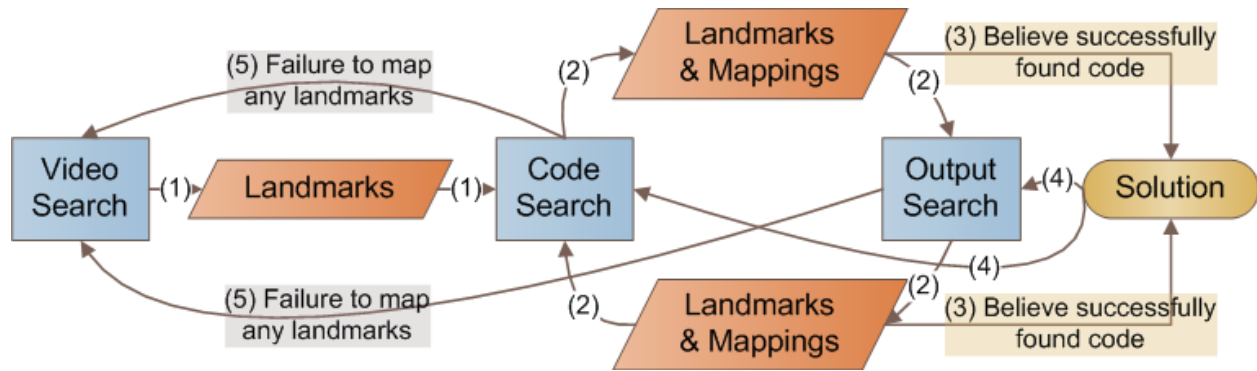 Landmarks
& Mappings
(3) Believe successfully
found code
(5) Failure to map
any landmarks
(2)
(2)
Video
Search
(1)
Landmarks
(1)
Code
Search
Output
Search
(4)
Solution
(4)
(5) Failure to map
any landmarks
(2)
Landmarks
& Mappings
(2)
(3) Believe successfully
found code